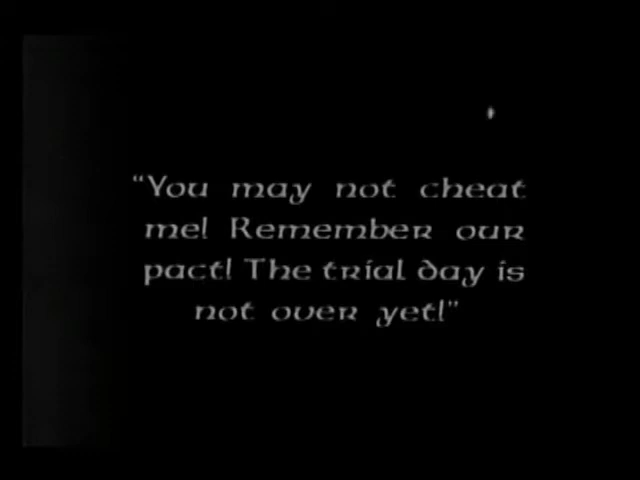 “You may not cheat
me! Remember our
pact! The trial day is
not over yet!”